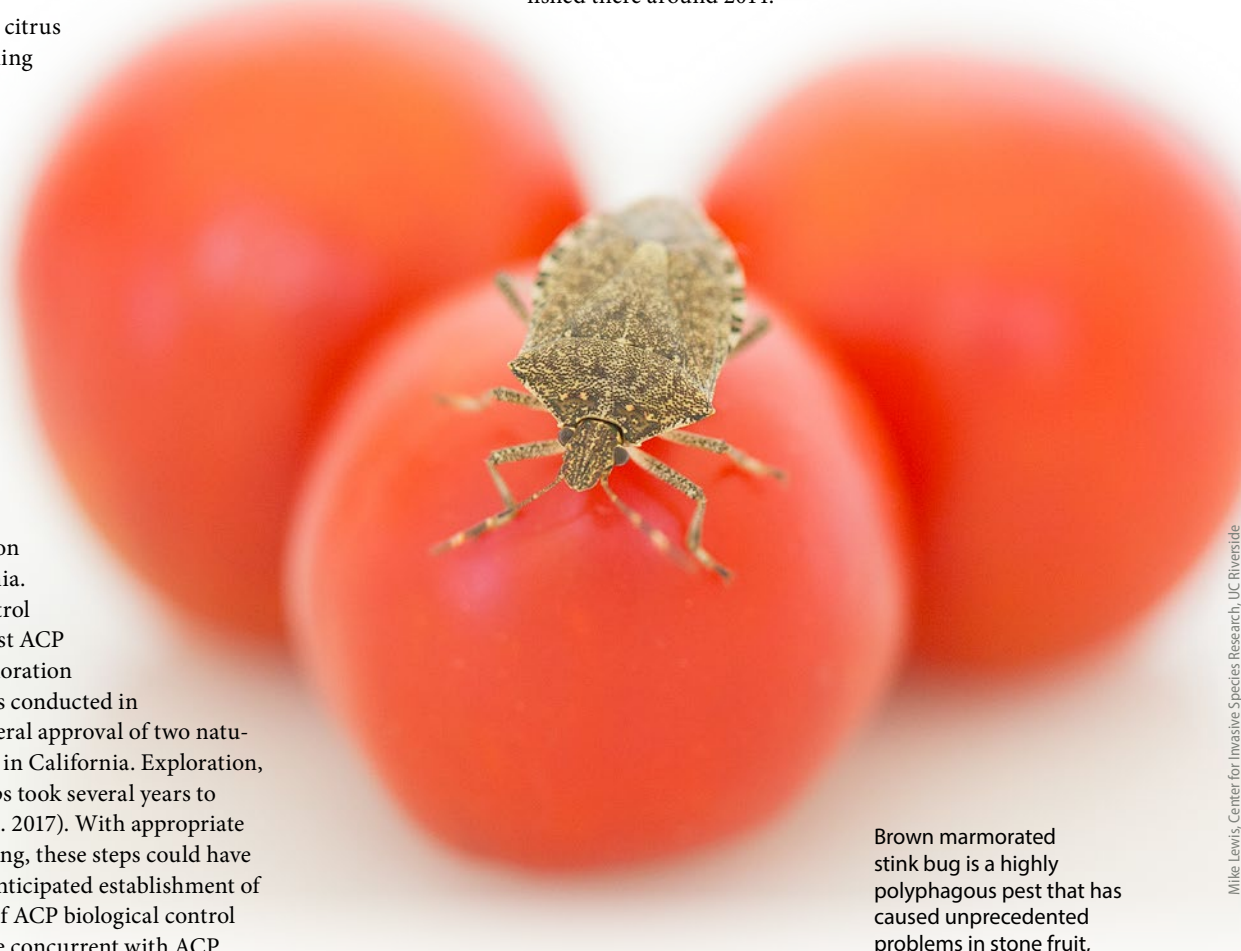 there around
citrus
ing
on
ia.
trol
st ACP
oration
s conducted in
eral approval of two natu-
in California. Exploration,
os took several years to
. 2017). With appropriate
ng, these steps could have
nticipated establishment of
f ACP biological control
e concurrent with ACP
Brown marmorated
stink bug is a highly
polyphagous pest that has
caused unprecedented
problems in stone fruit,
Mike Lewis, Center for Invasive Species Research, UC Riverside